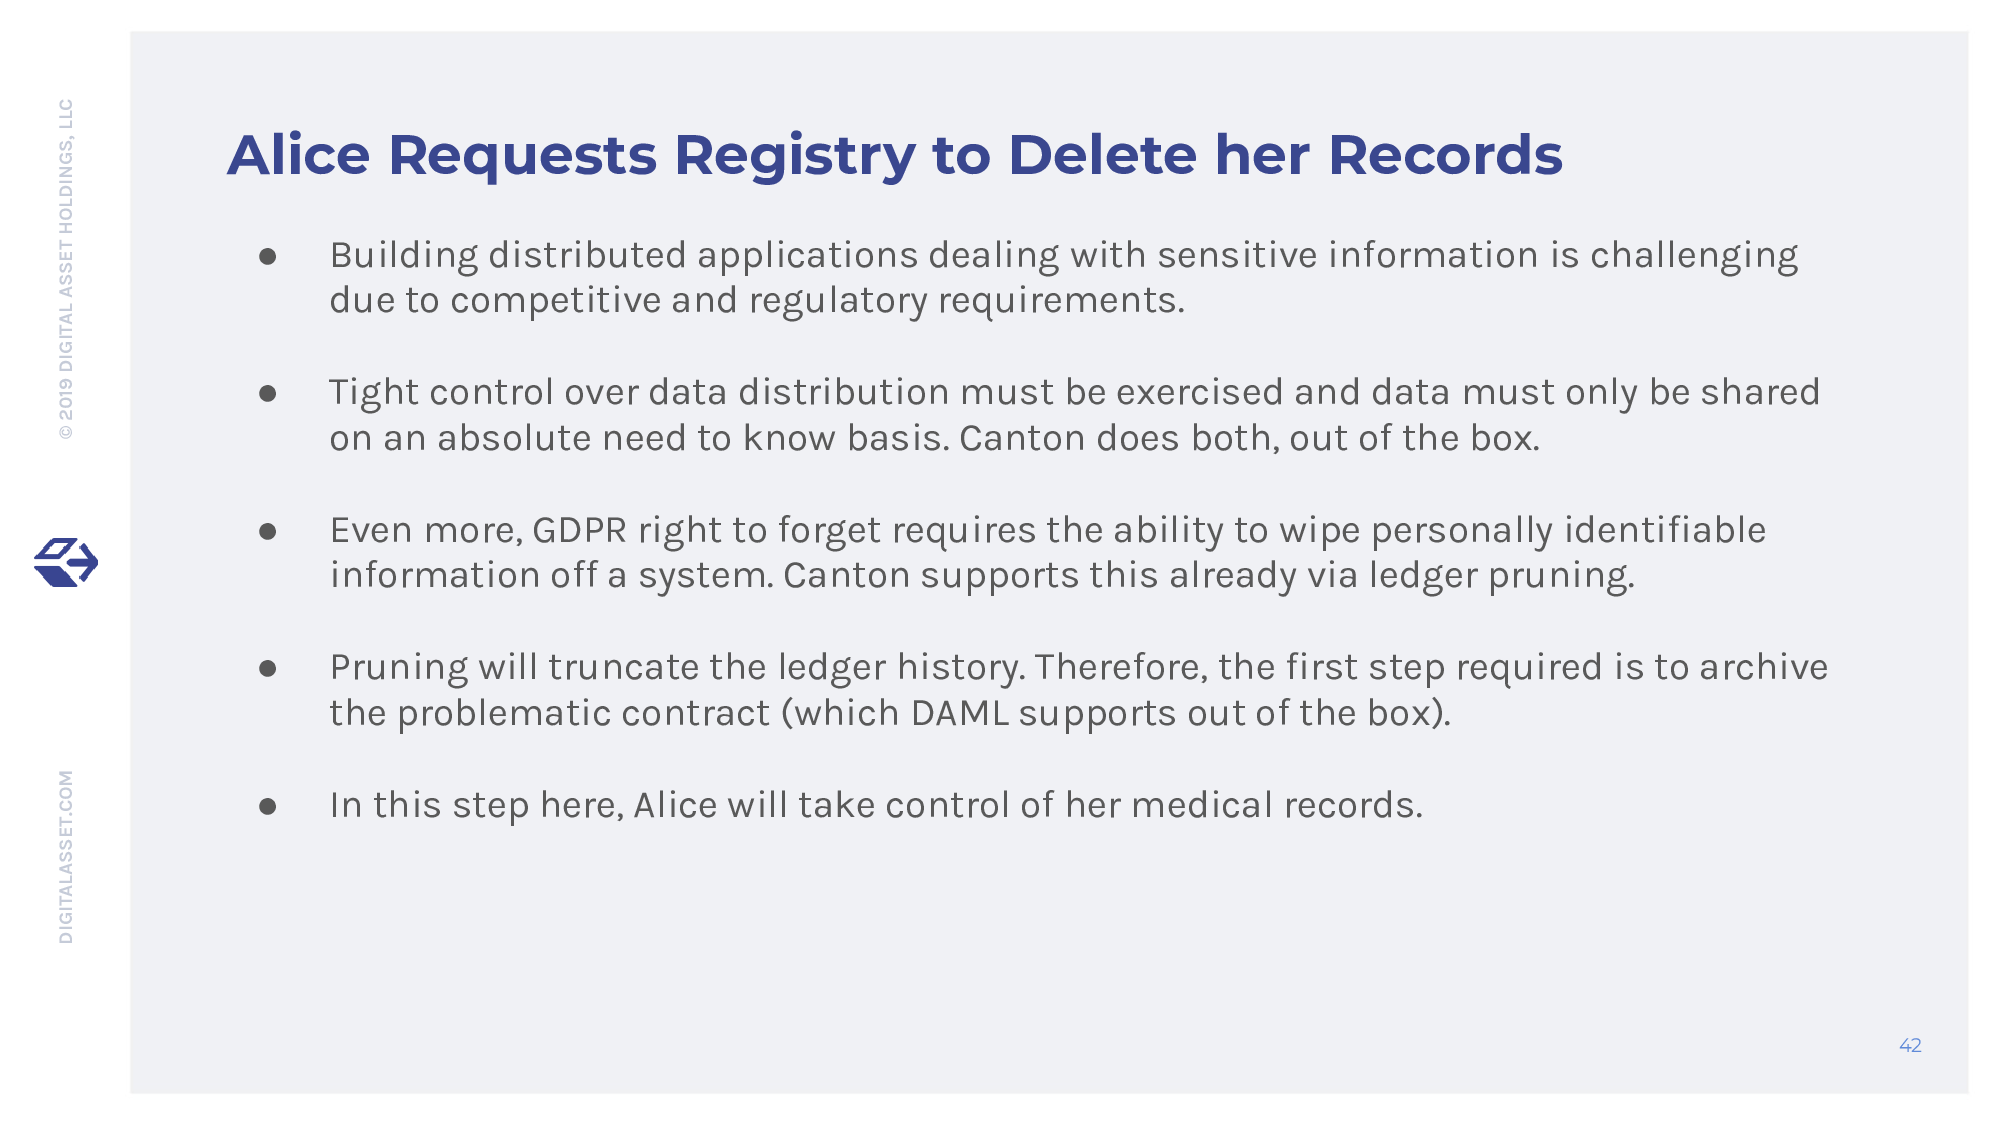 © 2019 DIGITAL ASSET HOLDINGS, LLC
DIGITALASSET.COM
Alice Requests Registry to Delete her Records
● Building distributed applications dealing with sensitive information is challenging
due to competitive and regulatory requirements.
● Tight control over data distribution must be exercised and data must only be shared
on an absolute need to know basis. Canton does both, out of the box.
● Even more, GDPR right to forget requires the ability to wipe personally identifiable
information off a system. Canton supports this already via ledger pruning.
● Pruning will truncate the ledger history. Therefore, the first step required is to archive
the problematic contract (which DAML supports out of the box).
● In this step here, Alice will take control of her medical records.
42